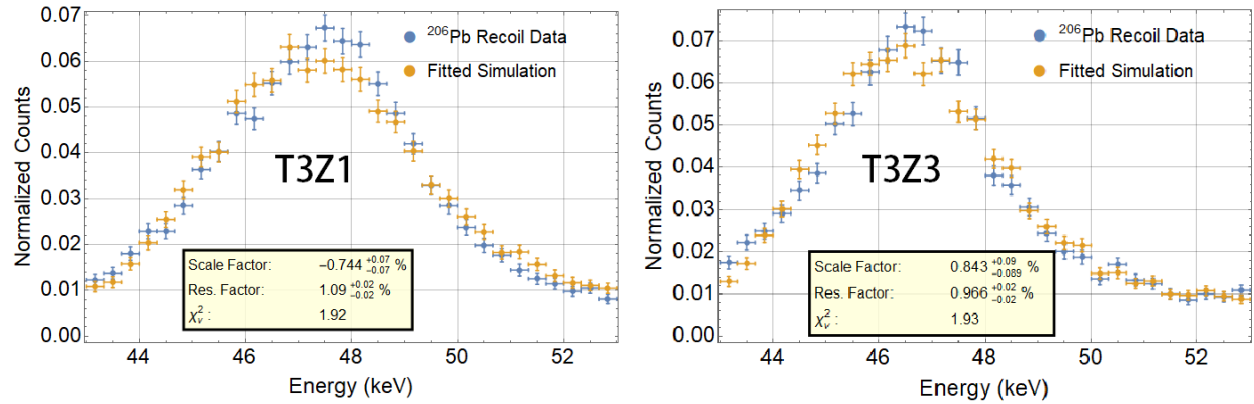 0.07
0.06
0.05
0.04
0.03
0.02
0.01
0.00
Normalized Counts
206Pb Recoil Data
Fitted Simulation
T3Z1
Scale Factor: −0.744 +0.07 −0.07 %
Res. Factor: 1.09 +0.02 −0.02 %
χ²ᵥ : 1.92
44 46 48 50 52
Energy (keV)
0.07
0.06
0.05
0.04
0.03
0.02
0.01
0.00
Normalized Counts
206Pb Recoil Data
Fitted Simulation
T3Z3
Scale Factor: 0.843 +0.09 −0.089 %
Res. Factor: 0.966 +0.02 −0.02 %
χ²ᵥ : 1.93
44 46 48 50 52
Energy (keV)